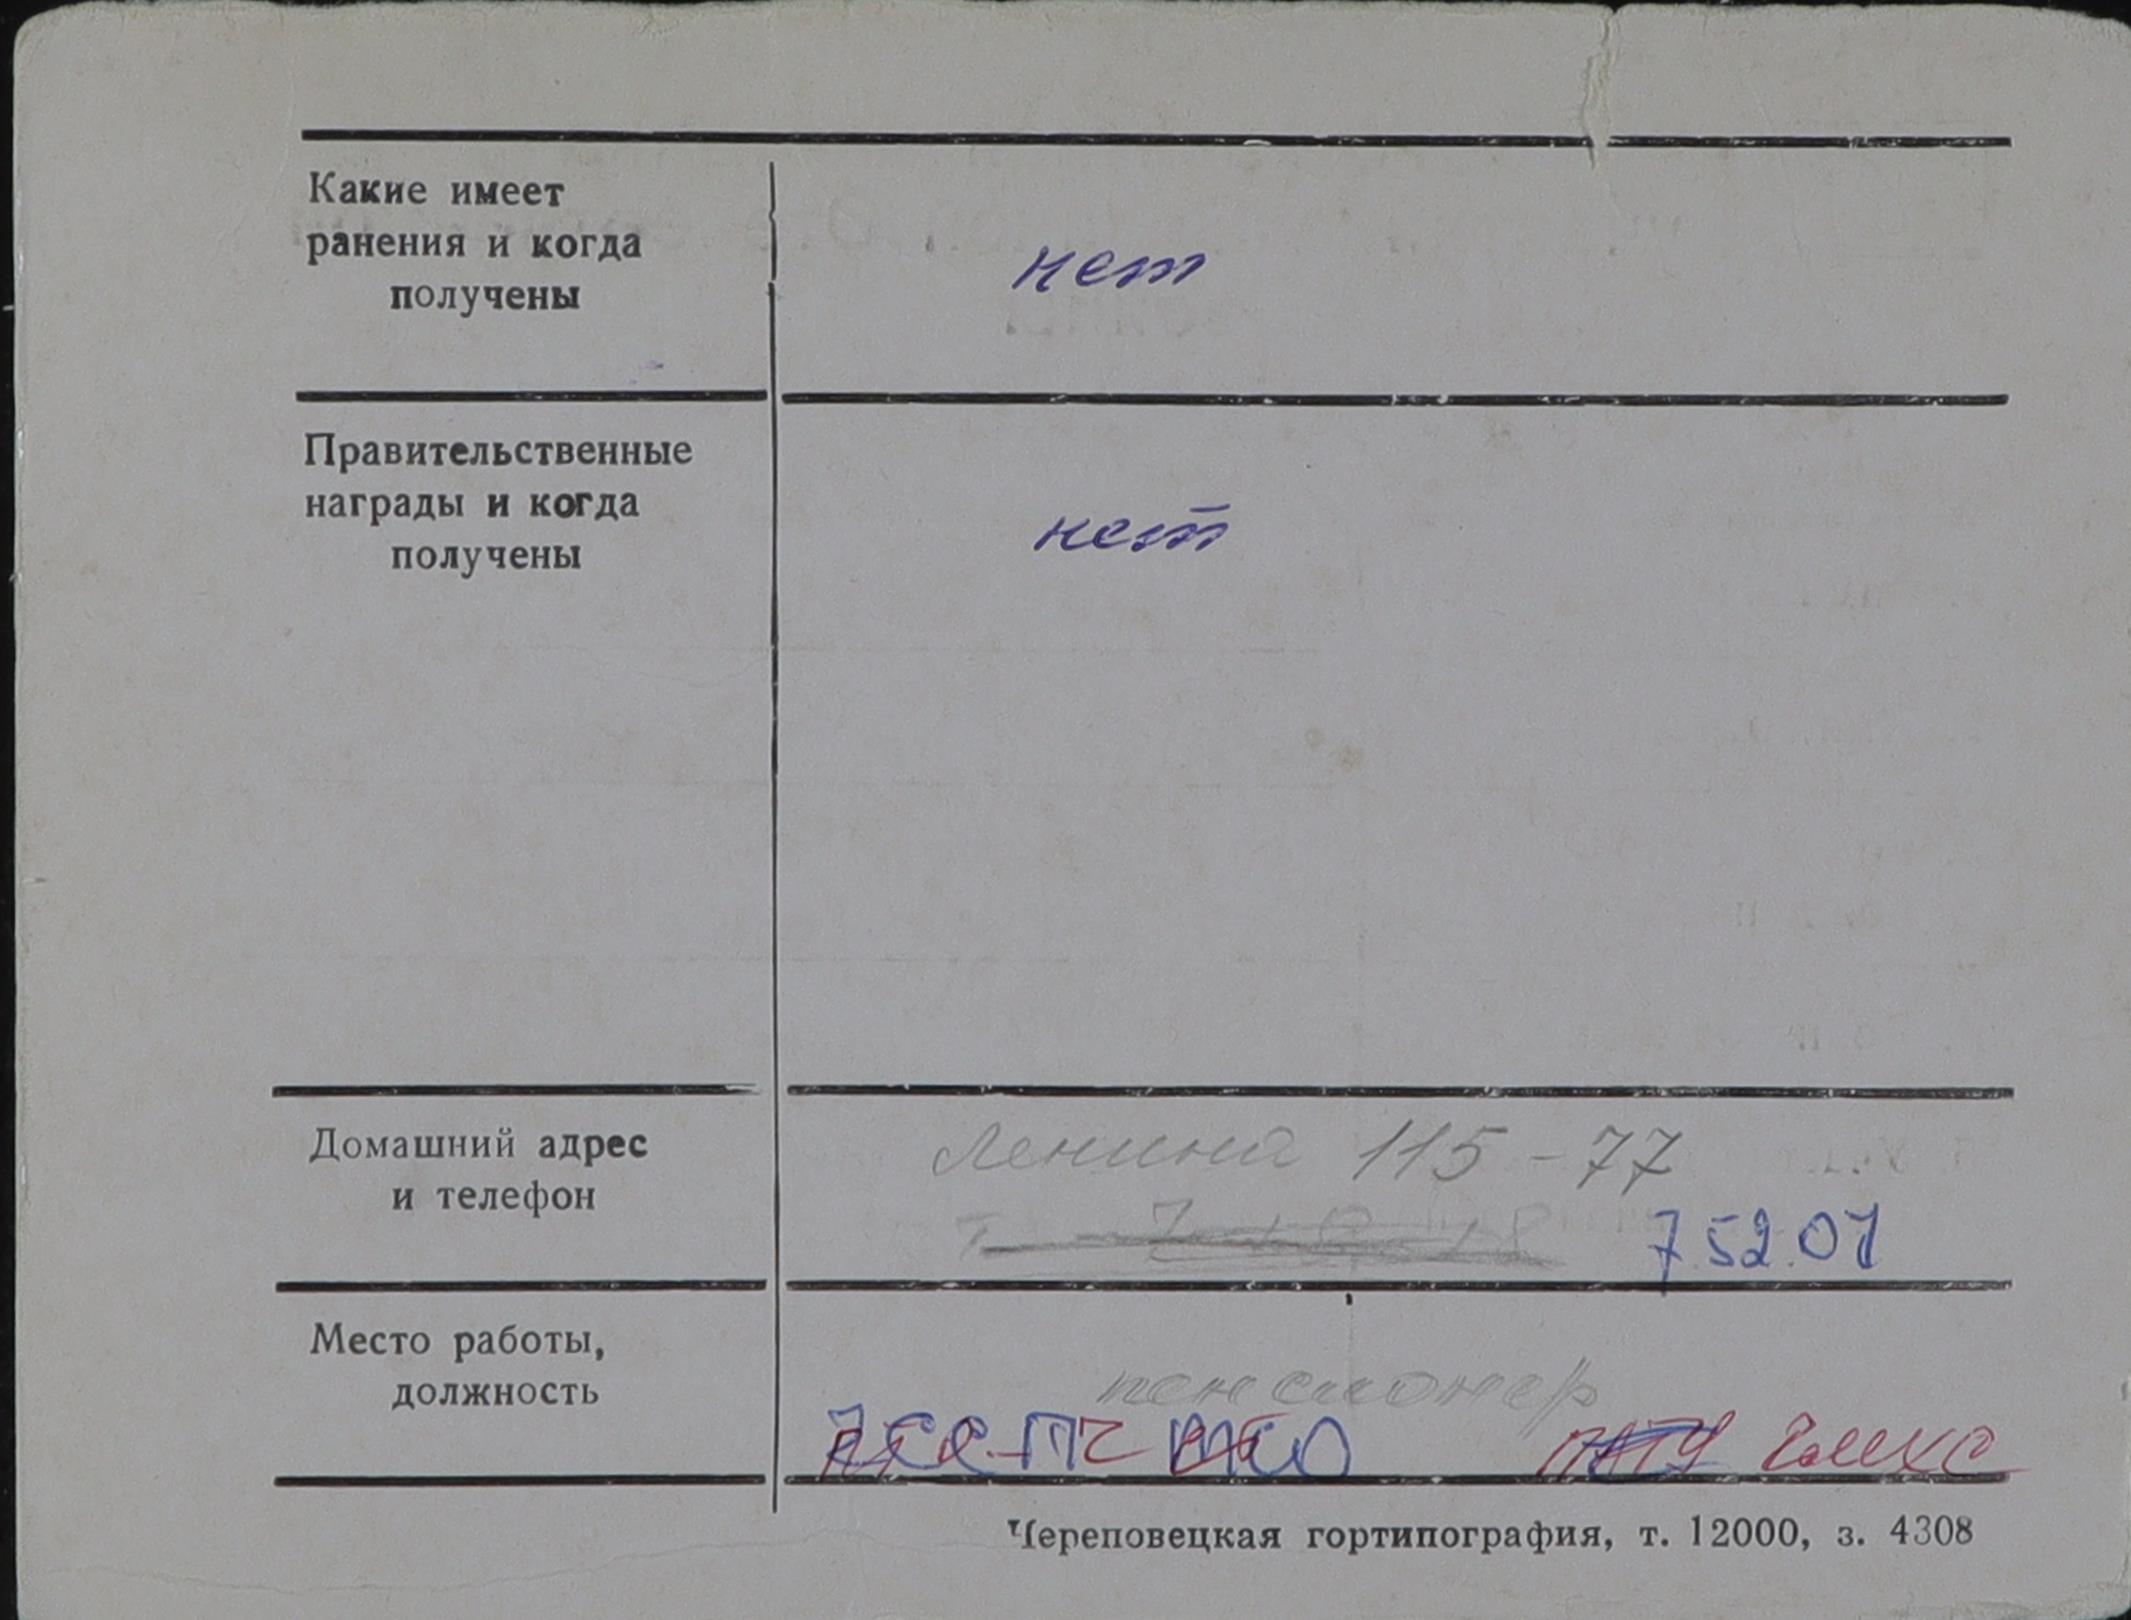 Какие имеет
ранения и когда
получены
нет
Правительственные
награды и когда
получены
нет
Домашний адрес
и телефон
Ленина 115-77
т.
7.52.07
Место работы,
должность
пенсионер
Череповецкая гортипография, т. 12000, з. 4308